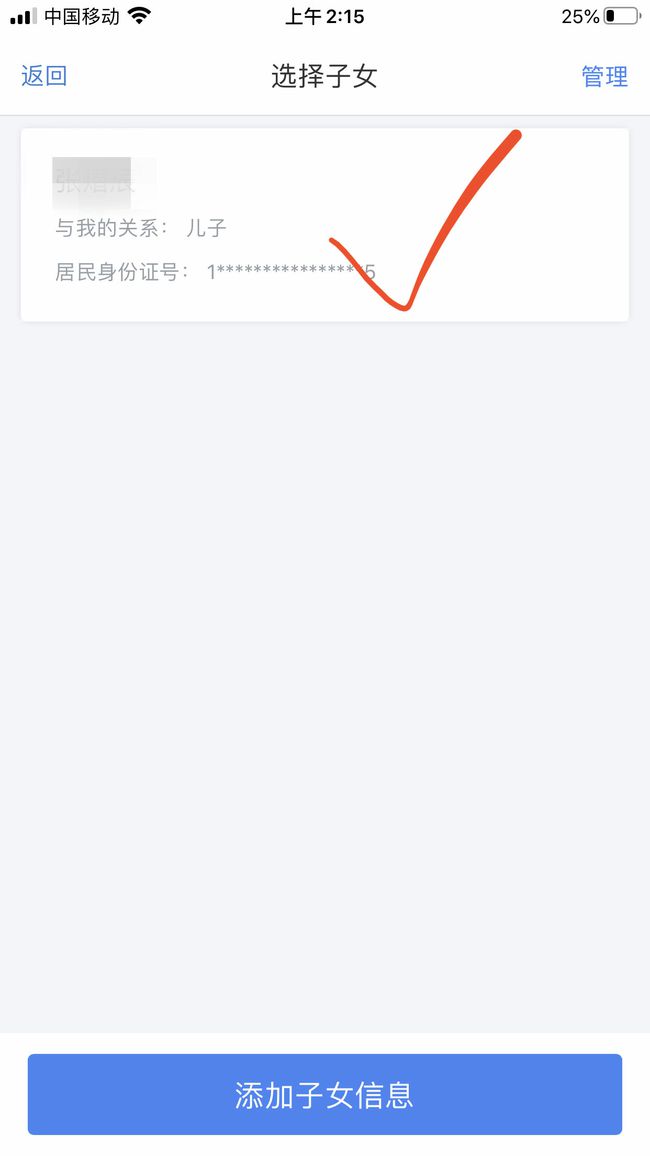 中国移动 上午 2:15 25%
返回 选择子女 管理
与我的关系： 儿子
居民身份证号： 1****************5
添加子女信息